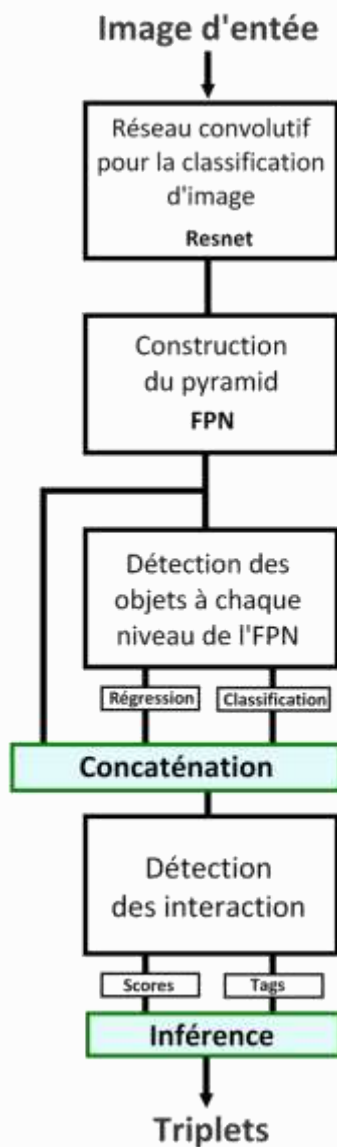 Image d'entée
Réseau convolutif
pour la classification
d'image
Resnet
Construction
du pyramid
FPN
Détection des
objets à chaque
niveau de l'FPN
Régression
Classification
Concaténation
Détection
des interaction
Scores
Tags
Inférence
Triplets